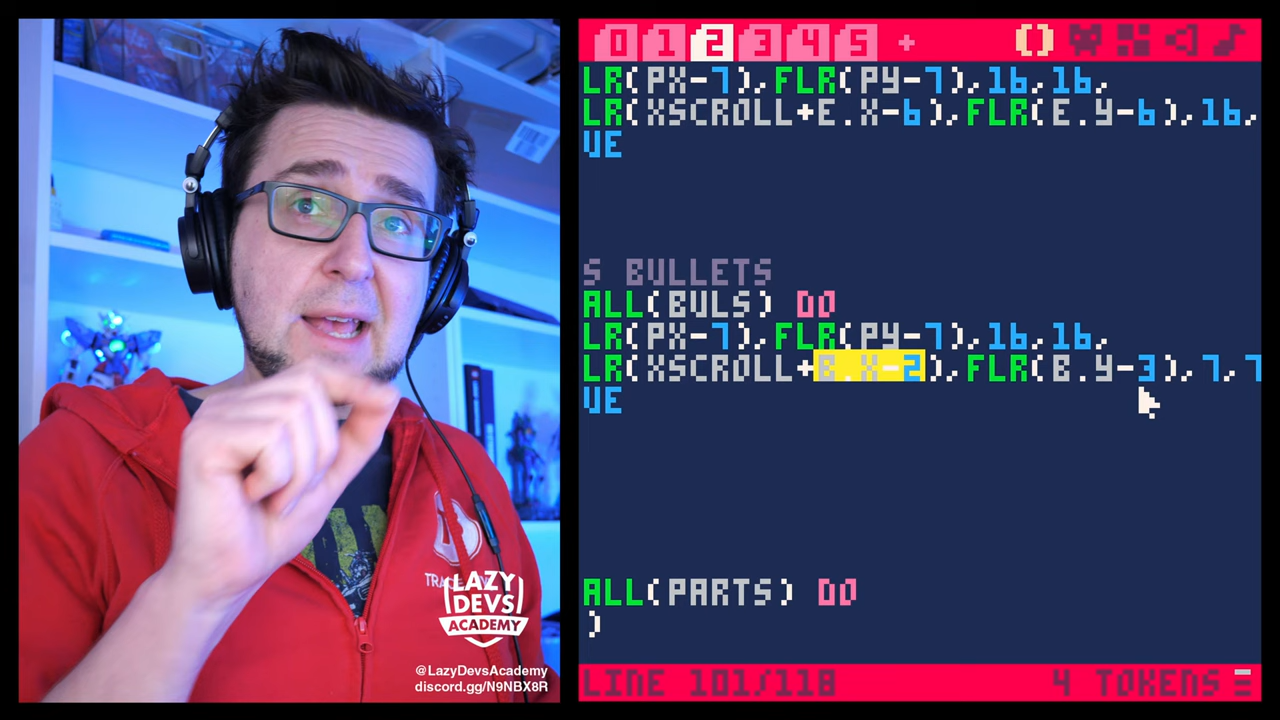 0 1 2 3 4 5 +
LR(PX-7),FLR(PY-7),16,16,
LR(XSCROLL+E.X-6),FLR(E.Y-6),16,
UE
S BULLETS
ALL(BULS) DO
LR(PX-7),FLR(PY-7),16,16,
LR(XSCROLL+B.X-2),FLR(B.Y-3),7,7
UE
ALL(PARTS) DO
)
LINE 101/118 4 TOKENS
LAZY
DEVS
ACADEMY
@LazyDevsAcademy
discord.gg/N9NBX8R